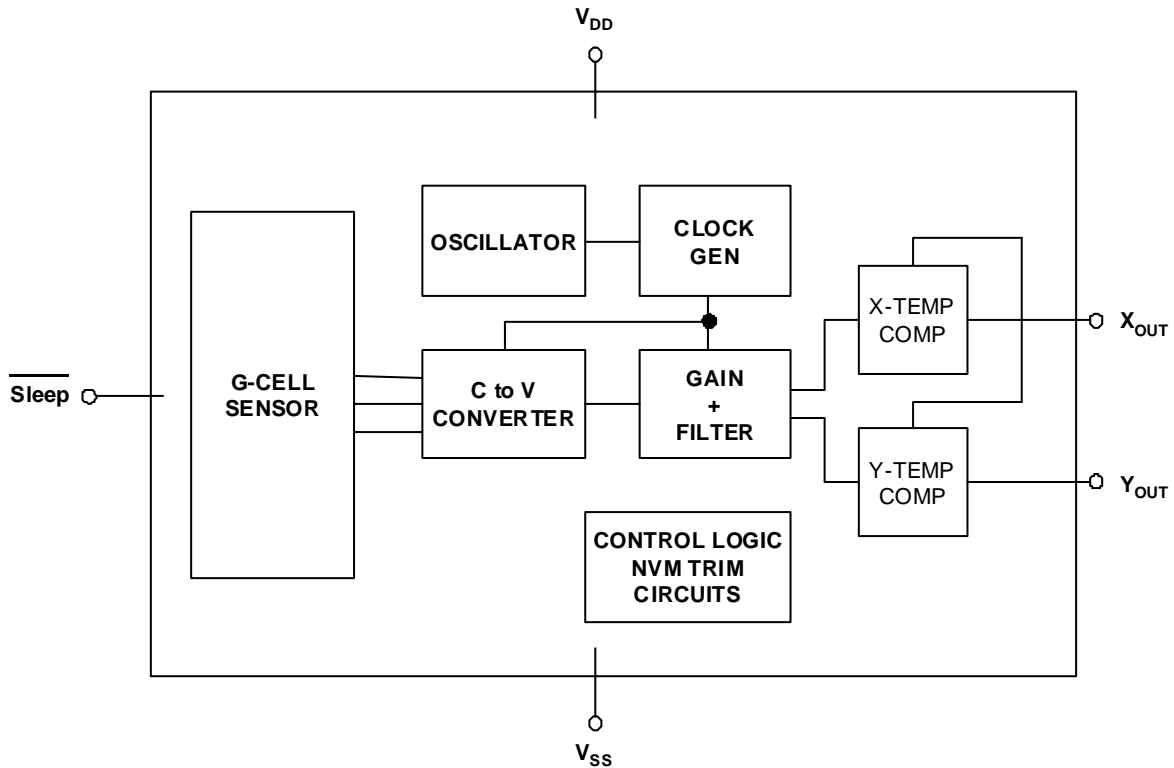 VDD
OSCILLATOR
CLOCK
GEN
X-TEMP
COMP
XOUT
G-CELL
SENSOR
Sleep
C to V
CONVERTER
GAIN
+
FILTER
Y-TEMP
COMP
YOUT
CONTROL LOGIC
NVM TRIM
CIRCUITS
VSS